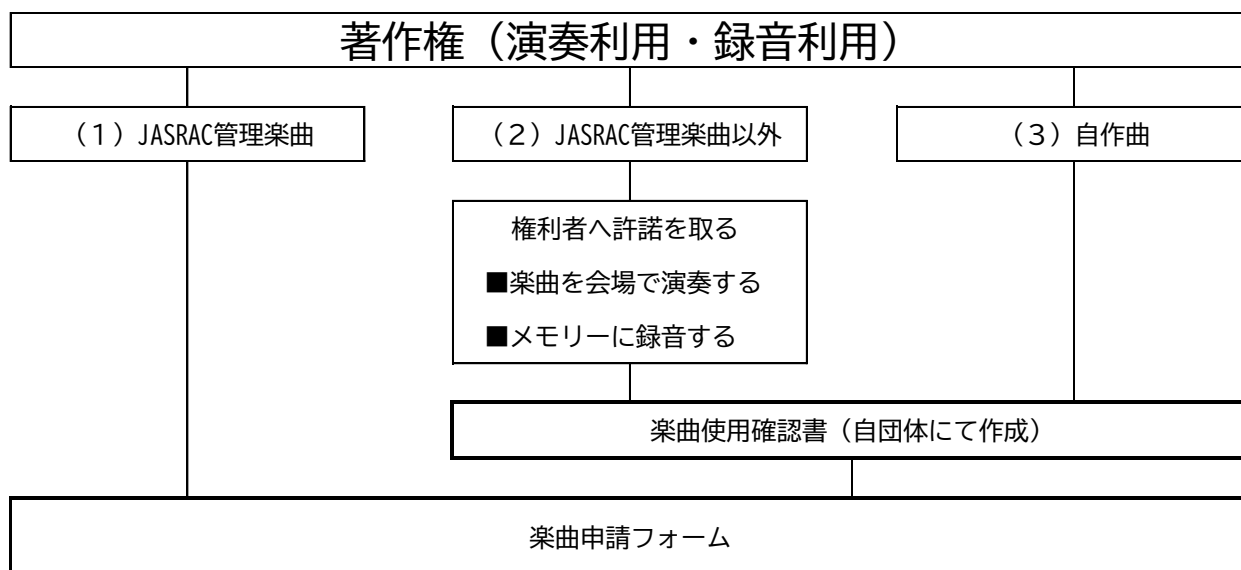 著作権（演奏利用・録音利用）
（１）JASRAC管理楽曲
（２）JASRAC管理楽曲以外
（３）自作曲
権利者へ許諾を取る
■楽曲を会場で演奏する
■メモリーに録音する
楽曲使用確認書（自団体にて作成）
楽曲申請フォーム